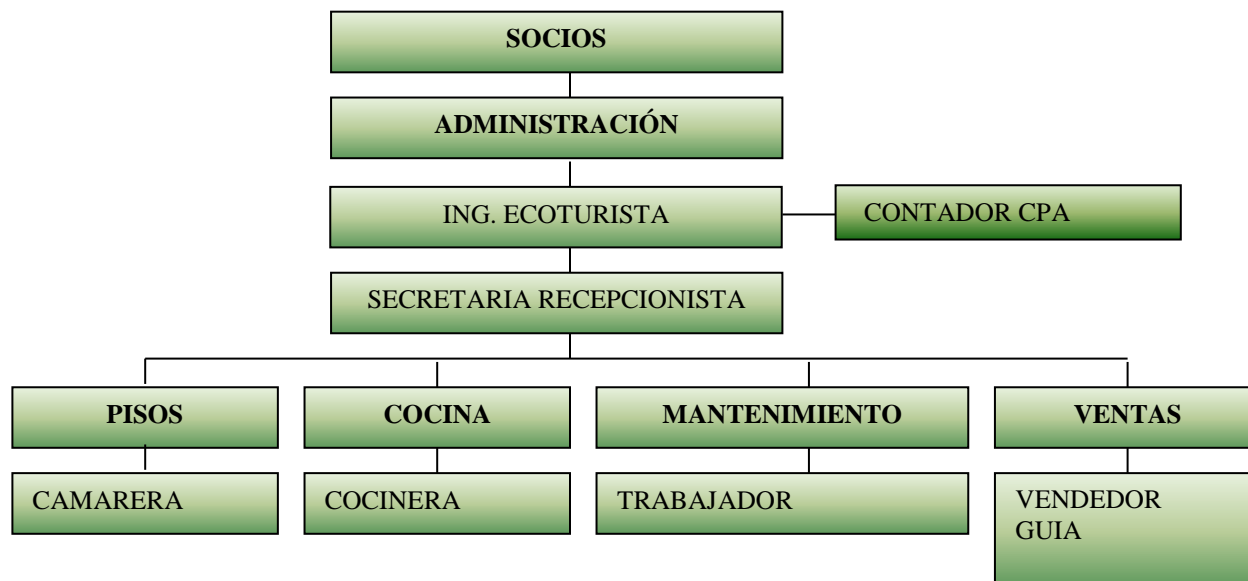 SOCIOS
ADMINISTRACIÓN
ING. ECOTURISTA
CONTADOR CPA
SECRETARIA RECEPCIONISTA
PISOS
COCINA
MANTENIMIENTO
VENTAS
CAMARERA
COCINERA
TRABAJADOR
VENDEDOR
GUIA